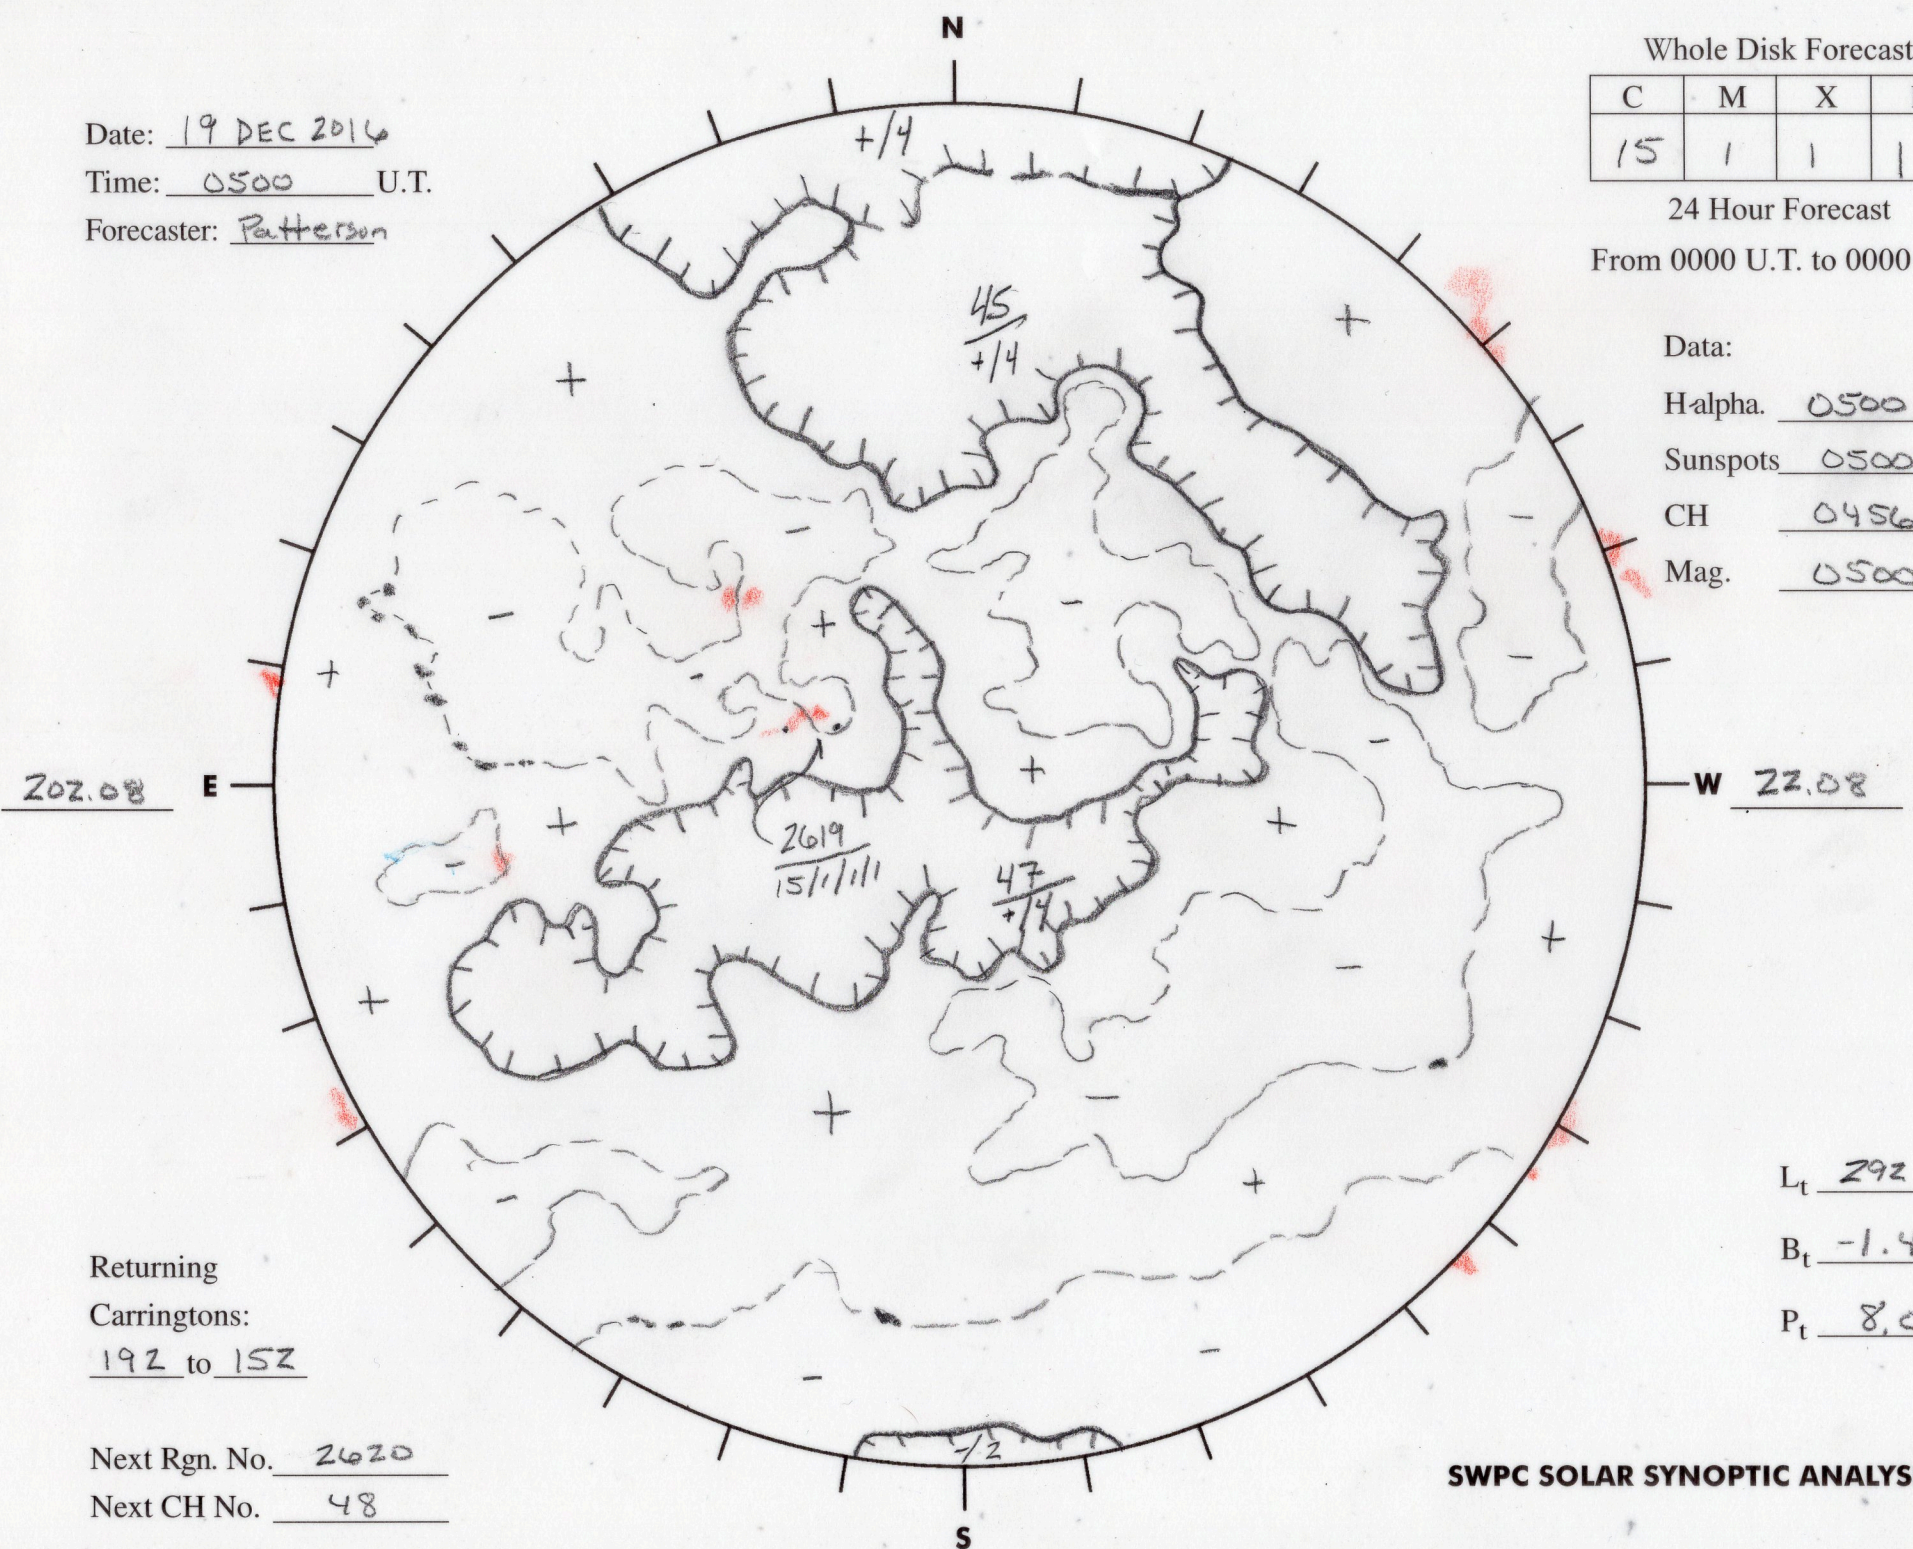 N
Whole Disk Forecast
C M X
15 1 1 1
24 Hour Forecast
From 0000 U.T. to 0000
Date: 19 DEC 2016
Time: 0500 U.T.
Forecaster: Patterson
+/4
45
+/4
+
+
Data:
H-alpha. 0500
Sunspots 0500
CH 0456
Mag. 0500
-
-
-
-
+
-
+
-
-
-
+
202.08 E
W 22.08
+
+
-
2619
15/1/1/1/1
47
+/4
+
+
-
+
-
-
+
Lt 292
Bt -1.4
Pt 8.0
Returning
Carringtons:
192 to 152
-
-
-/2
Next Rgn. No. 2620
Next CH No. 48
SWPC SOLAR SYNOPTIC ANALYS
S